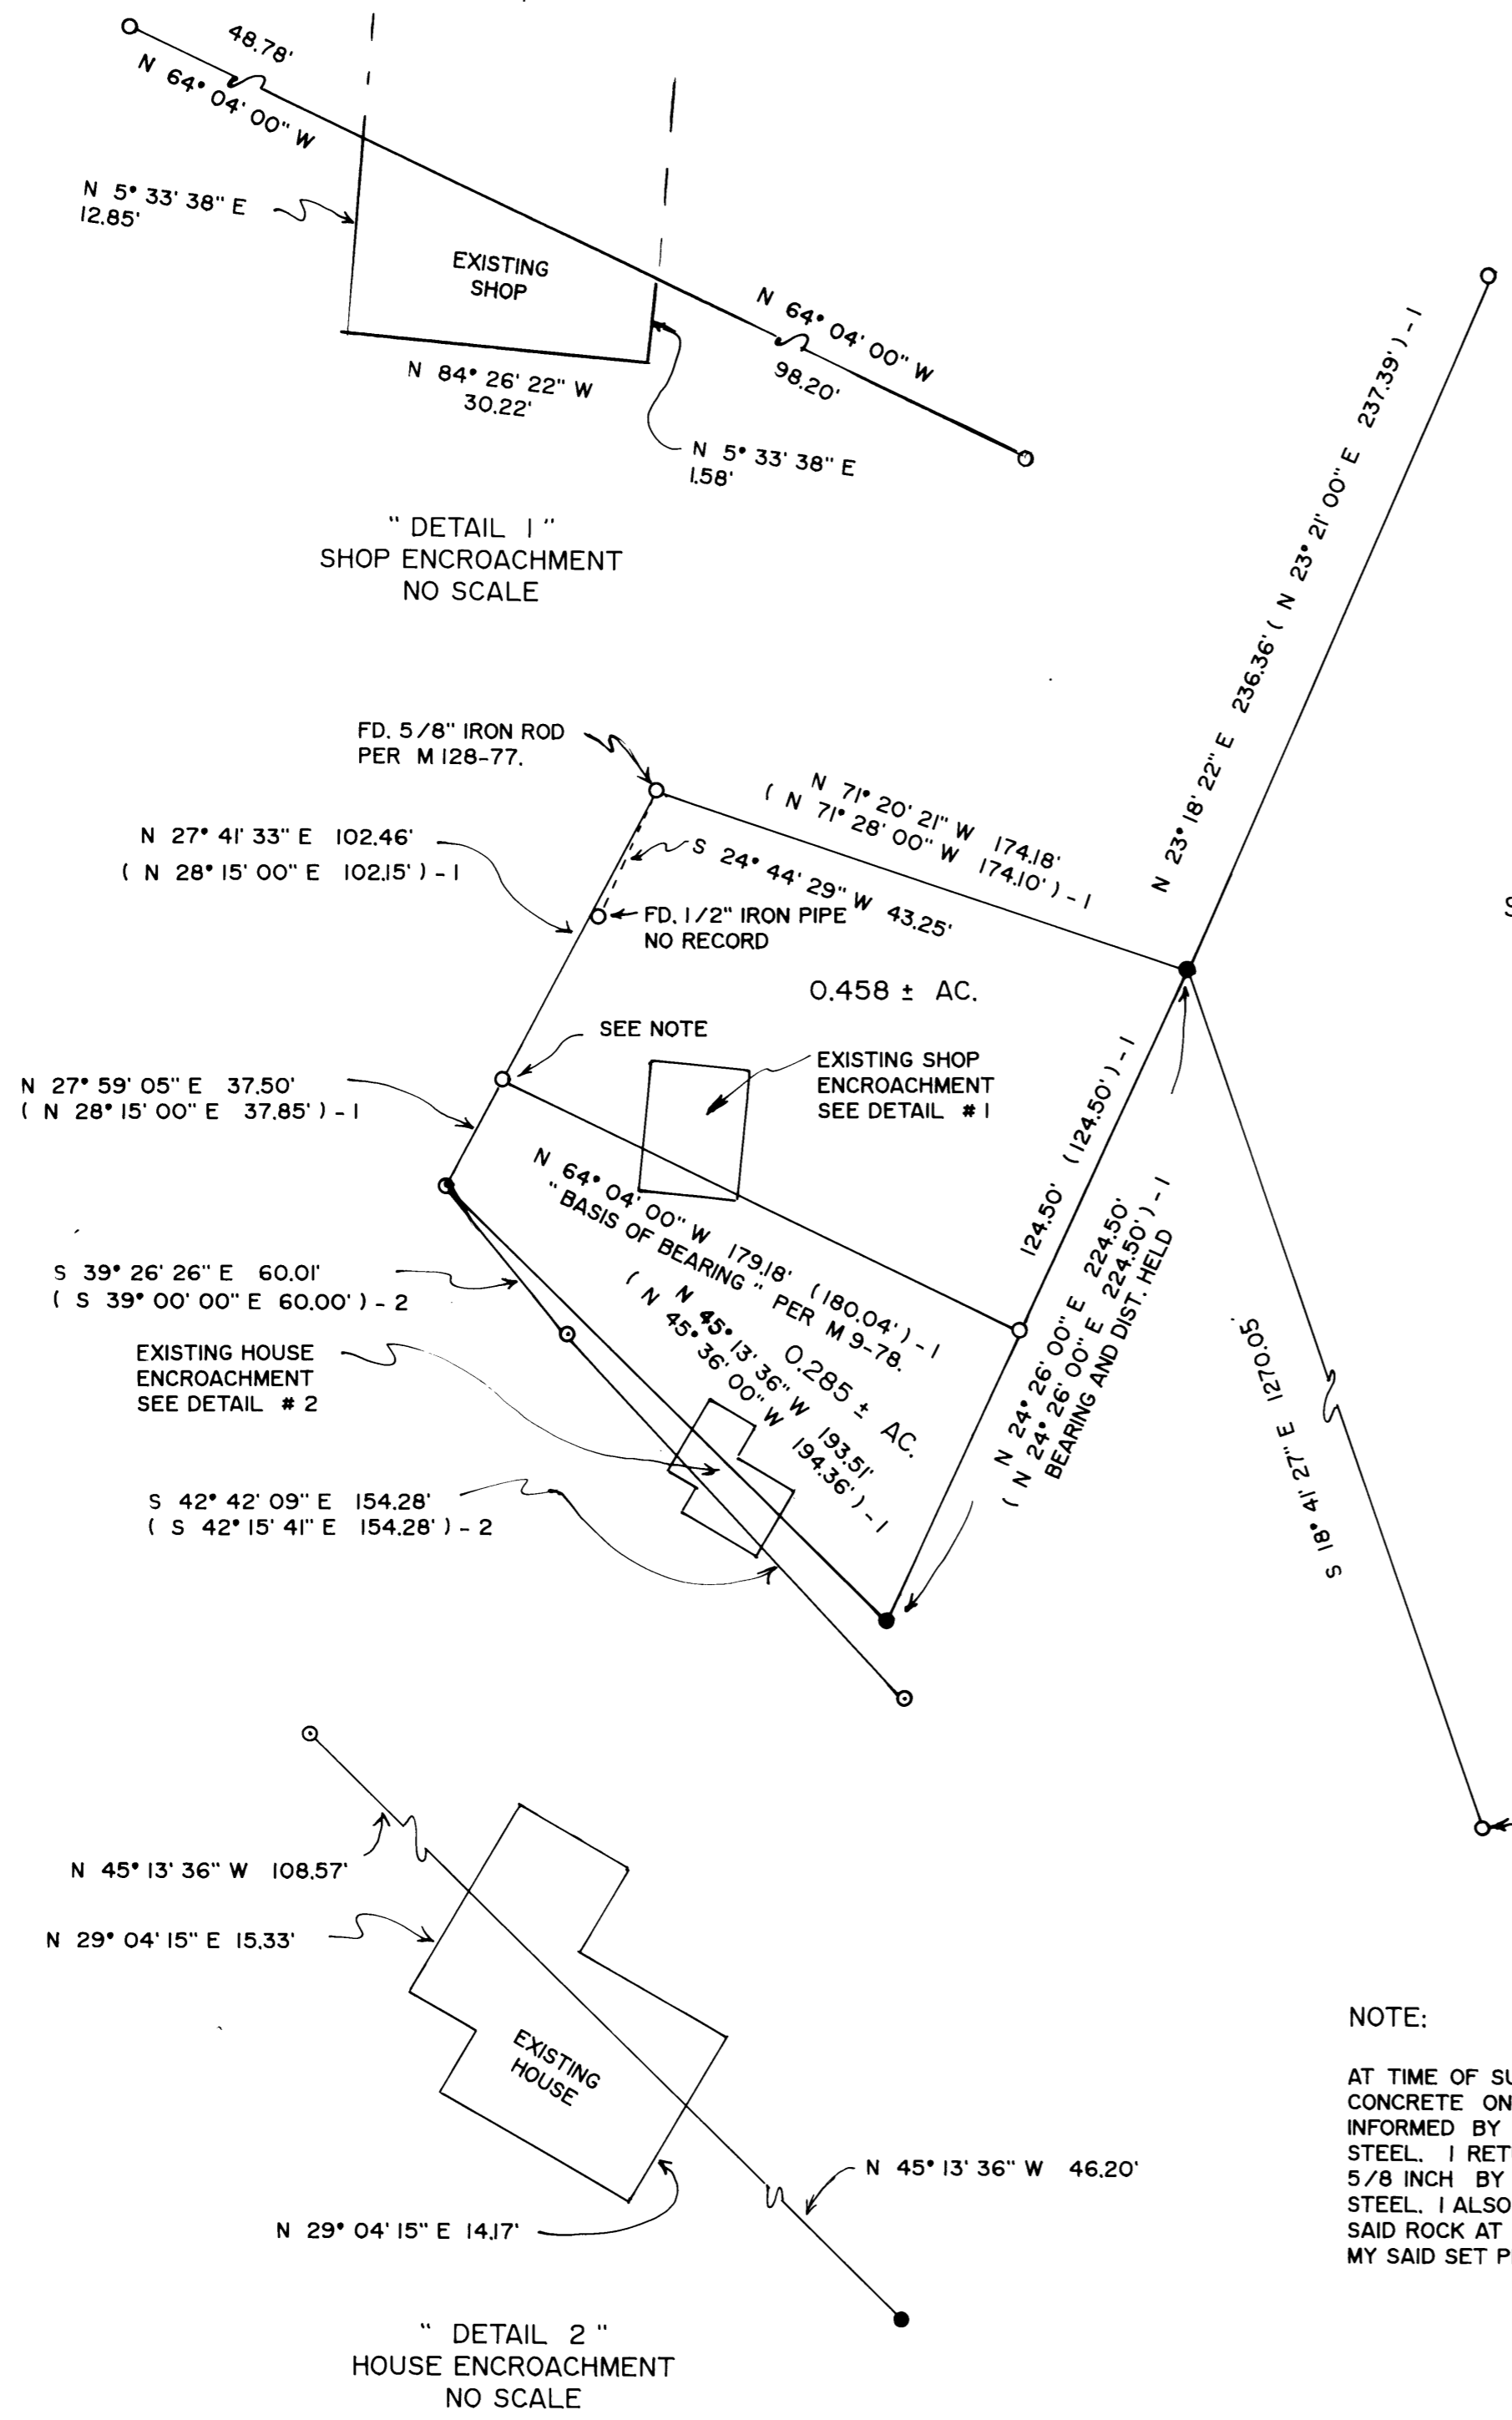 48.78'
N 64° 04' 00" W
N 5° 33' 38" E
12.85'
EXISTING
SHOP
N 64° 04' 00" W
98.20'
N 84° 26' 22" W
30.22'
N 5° 33' 38" E
1.58'
" DETAIL 1 "
SHOP ENCROACHMENT
NO SCALE
N 23° 18' 22" E 236.36' ( N 23° 21' 00" E 237.39' ) - 1
FD. 5/8" IRON ROD
PER M 128-77.
N 71° 20' 21" W 174.18'
( N 71° 28' 00" W 174.10' ) - 1
N 27° 41' 33" E 102.46'
( N 28° 15' 00" E 102.15' ) - 1
S 24° 44' 29" W 43.25'
FD. 1/2" IRON PIPE
NO RECORD
S
0.458 ± AC.
SEE NOTE
EXISTING SHOP
ENCROACHMENT
SEE DETAIL # 1
N 27° 59' 05" E 37.50'
( N 28° 15' 00" E 37.85' ) - 1
124.50' (124.50' ) - 1
N 64° 04' 00" W 179.18' (180.04' ) - 1
"BASIS OF BEARING " PER M 9-78.
N 24° 26' 00" E 224.50'
( N 24° 26' 00" E 224.50' ) - 1
BEARING AND DIST. HELD
S 39° 26' 26" E 60.01'
( S 39° 00' 00" E 60.00' ) - 2
0.285 ± AC.
N 45° 13' 36" W 193.51'
( N 45° 36' 00" W 194.36' ) - 1
EXISTING HOUSE
ENCROACHMENT
SEE DETAIL # 2
S 18° 41' 27" E 1270.05'
S 42° 42' 09" E 154.28'
( S 42° 15' 41" E 154.28' ) - 2
N 45° 13' 36" W 108.57'
N 29° 04' 15" E 15.33'
EXISTING
HOUSE
N 45° 13' 36" W 46.20'
N 29° 04' 15" E 14.17'
" DETAIL 2 "
HOUSE ENCROACHMENT
NO SCALE
NOTE:
AT TIME OF SU
CONCRETE ON
INFORMED BY
STEEL. I RET
5/8 INCH BY
STEEL. I ALSO
SAID ROCK AT
MY SAID SET P